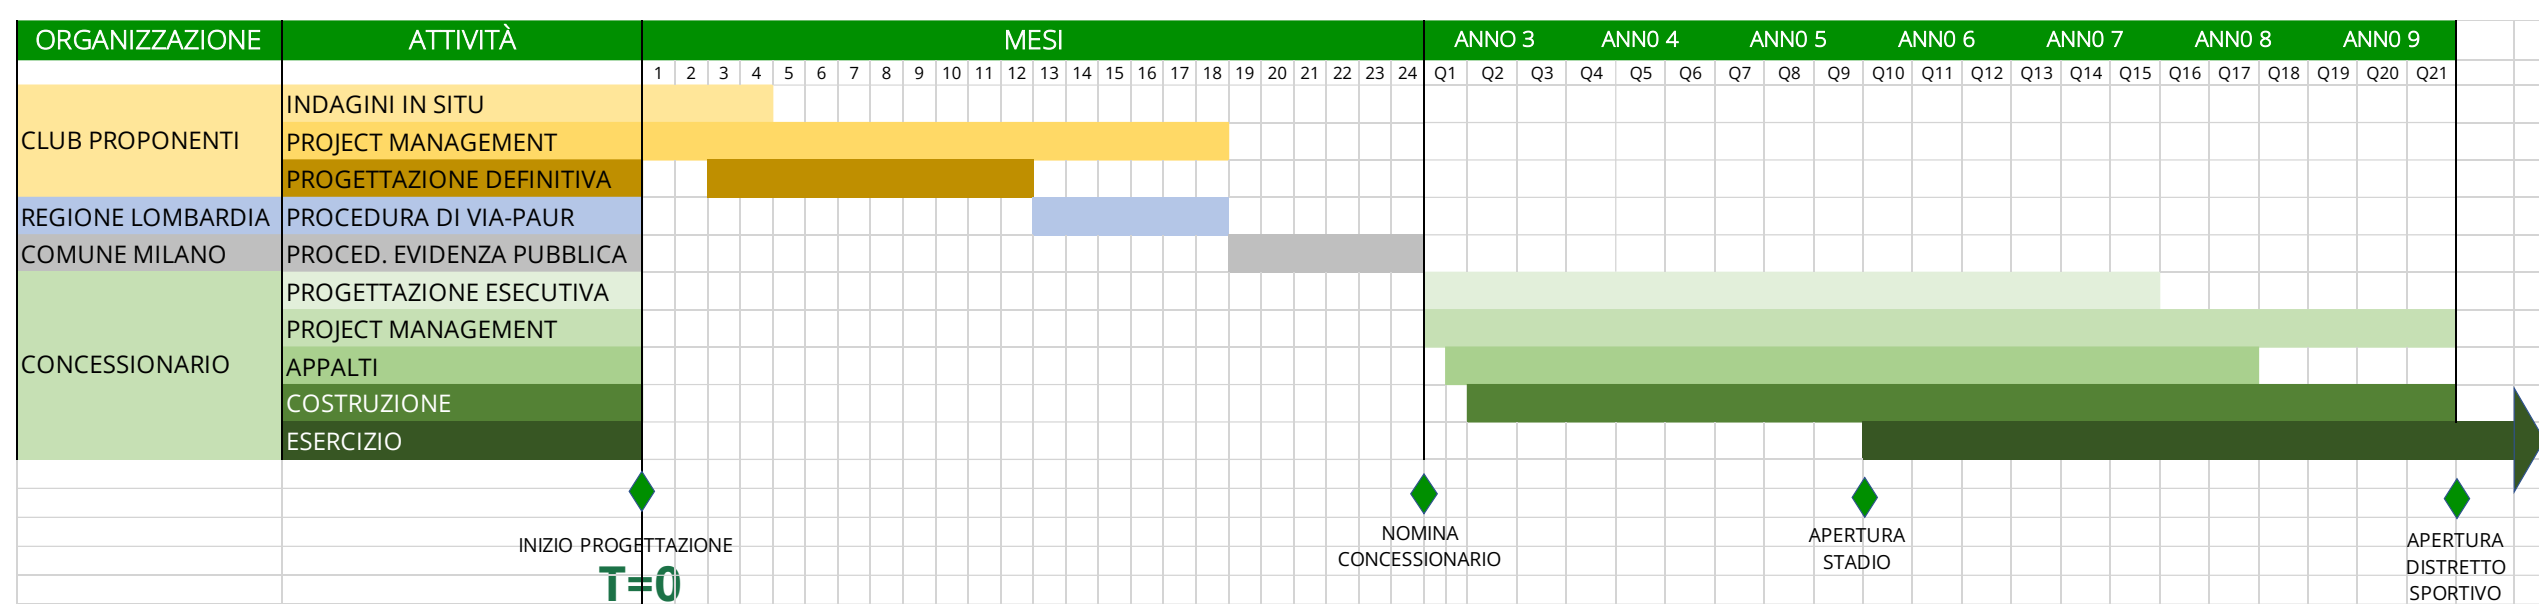 ORGANIZZAZIONE ATTIVITÀ MESI ANNO 3 ANN0 4 ANN0 5 ANN0 6 ANN0 7 ANN0 8 ANN0 9
1 2 3 4 5 6 7 8 9 10 11 12 13 14 15 16 17 18 19 20 21 22 23 24 Q1 Q2 Q3 Q4 Q5 Q6 Q7 Q8 Q9 Q10 Q11 Q12 Q13 Q14 Q15 Q16 Q17 Q18 Q19 Q20 Q21
INDAGINI IN SITU
CLUB PROPONENTI PROJECT MANAGEMENT
PROGETTAZIONE DEFINITIVA
REGIONE LOMBARDIA PROCEDURA DI VIA-PAUR
COMUNE MILANO PROCED. EVIDENZA PUBBLICA
PROGETTAZIONE ESECUTIVA
PROJECT MANAGEMENT
CONCESSIONARIO APPALTI
COSTRUZIONE
ESERCIZIO
INIZIO PROGETTAZIONE
T=0
NOMINA
CONCESSIONARIO
APERTURA
STADIO
APERTURA
DISTRETTO
SPORTIVO